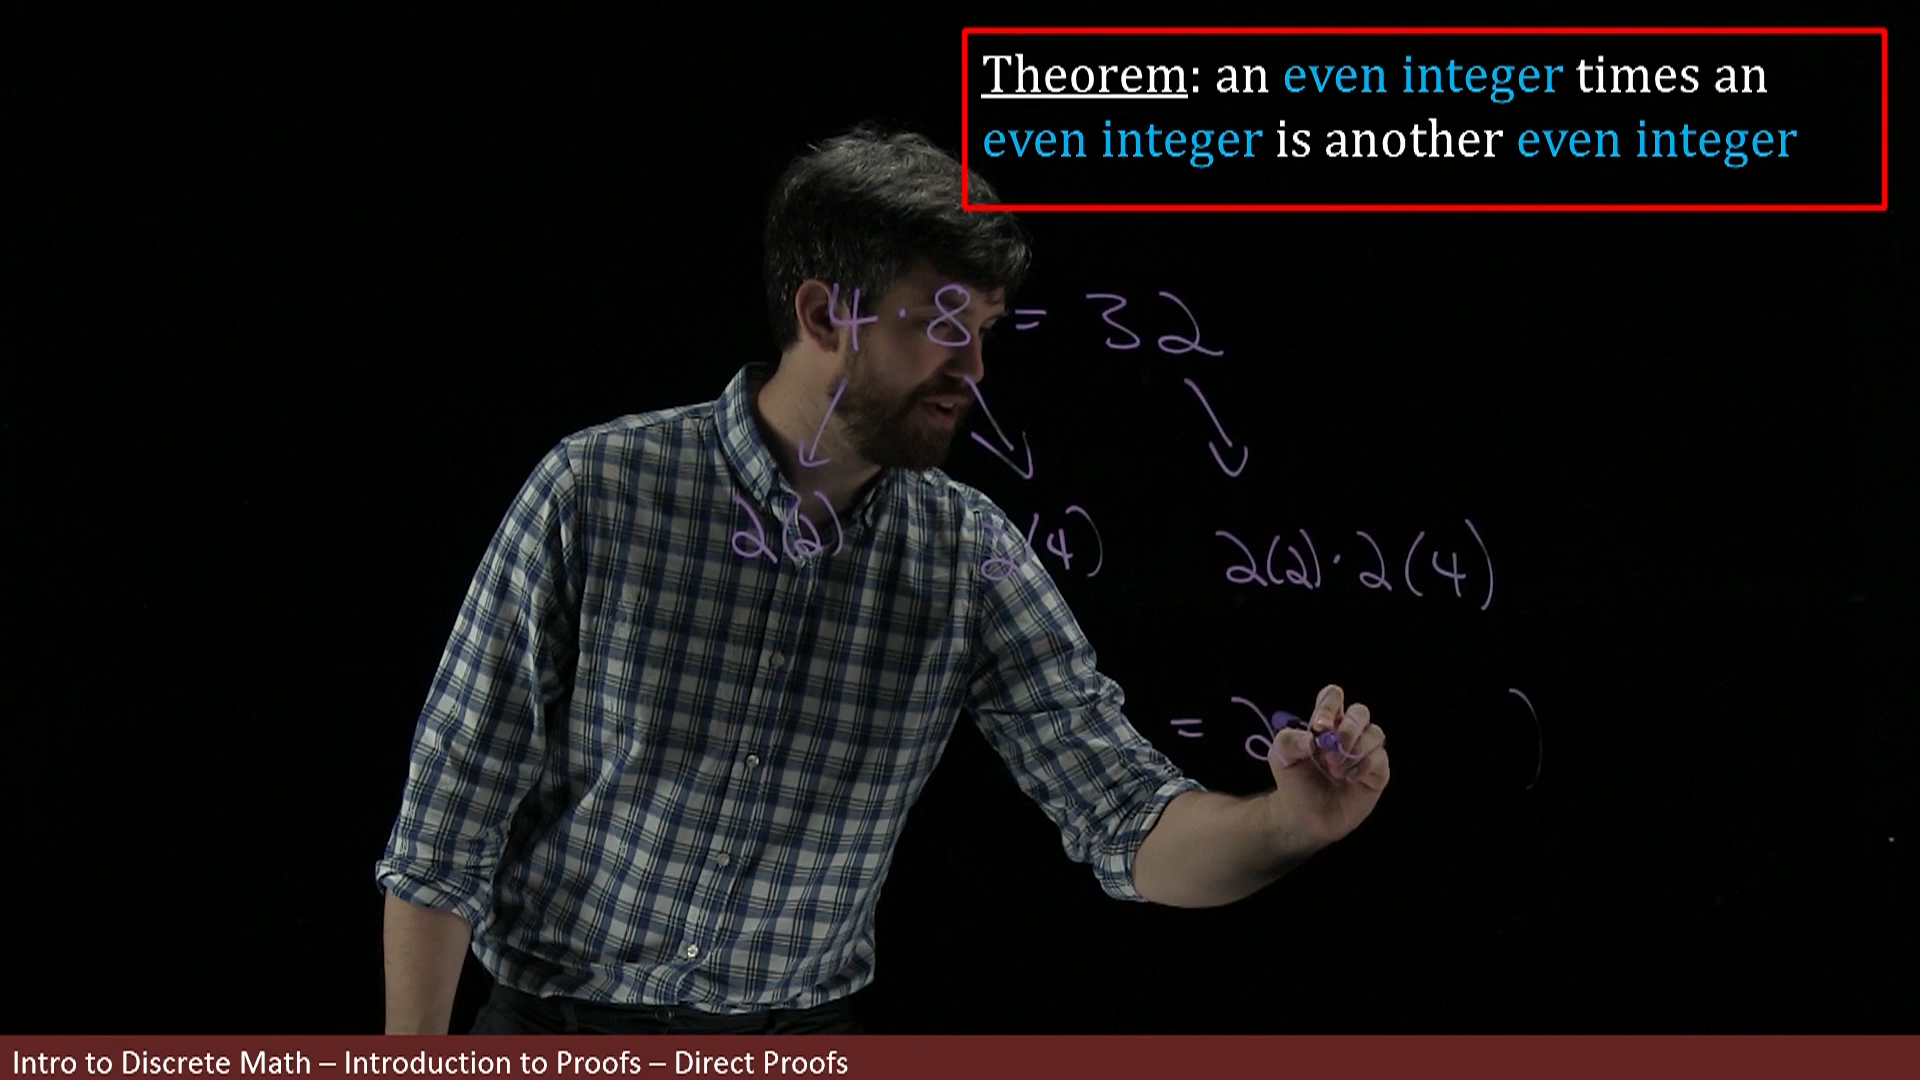 Theorem: an even integer times an
even integer is another even integer
4 · 8 = 32
2(2) 2(4) 2(2) · 2(4)
= 2 )
Intro to Discrete Math – Introduction to Proofs – Direct Proofs